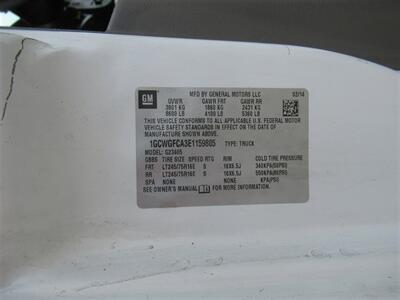 GM
MFD BY GENERAL MOTORS LLC 03/14
GVWR GAWR FRT GAWR RR
3901 KG 1860 KG 2431 KG
8600 LB 4100 LB 5360 LB
THIS VEHICLE CONFORMS TO ALL APPLICABLE U.S. FEDERAL MOTOR
VEHICLE SAFETY STANDARDS IN EFFECT ON THE DATE OF MANUFACTURE
SHOWN ABOVE.
1GCWGFCA3E1159805 TYPE: TRUCK
MODEL: G23405
TIRE SIZE SPEED RTG RIM COLD TIRE PRESSURE
FRT LT245/75R16E S 16X6.5J
RR LT245/75R16E S 16X6.5J
SPA NONE NONE NONE KPA(PSI)
SEE OWNER'S MANUAL FOR MORE INFORMATION.